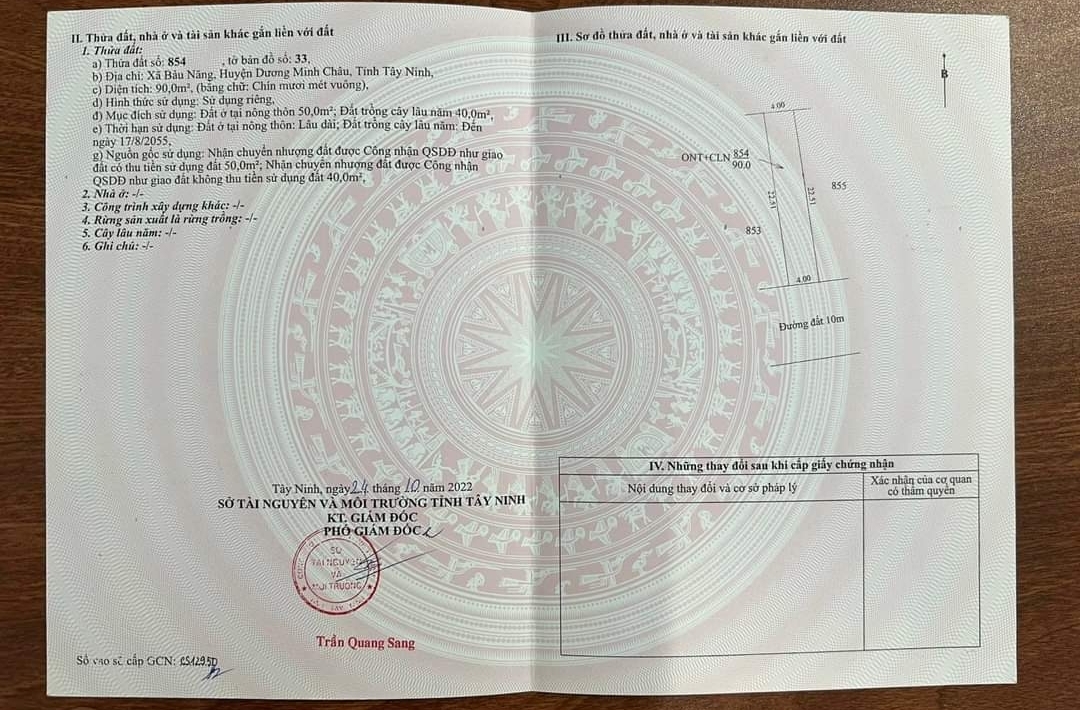 II. Thửa đất, nhà ở và tài sản khác gắn liền với đất
1. Thửa đất:
a) Thửa đất số: 854 , tờ bản đồ số: 33,
b) Địa chỉ: Xã Bàu Năng, Huyện Dương Minh Châu, Tỉnh Tây Ninh,
c) Diện tích: 90,0m², (bằng chữ: Chín mươi mét vuông),
d) Hình thức sử dụng: Sử dụng riêng,
đ) Mục đích sử dụng: Đất ở tại nông thôn 50,0m²; Đất trồng cây lâu năm 40,0m²,
e) Thời hạn sử dụng: Đất ở tại nông thôn: Lâu dài; Đất trồng cây lâu năm: Đến
ngày 17/8/2055,
g) Nguồn gốc sử dụng: Nhận chuyển nhượng đất được Công nhận QSDĐ như giao
đất có thu tiền sử dụng đất 50,0m²; Nhận chuyển nhượng đất được Công nhận
QSDĐ như giao đất không thu tiền sử dụng đất 40,0m²,
2. Nhà ở: -/-
3. Công trình xây dựng khác: -/-
4. Rừng sản xuất là rừng trồng: -/-
5. Cây lâu năm: -/-
6. Ghi chú: -/-
Tây Ninh, ngày 24 tháng 10 năm 2022
SỞ TÀI NGUYÊN VÀ MÔI TRƯỜNG TỈNH TÂY NINH
KT. GIÁM ĐỐC
PHÓ GIÁM ĐỐC
SỞ
TÀI NGUYÊN
VÀ
MÔI TRƯỜNG
Trần Quang Sang
Số vào sổ cấp GCN:
III. Sơ đồ thửa đất, nhà ở và tài sản khác gắn liền với đất
B
4.00
ONT+CLN 854
90.0
855
22.51
22.51
853
4.00
Đường đất 10m
IV. Những thay đổi sau khi cấp giấy chứng nhận
Nội dung thay đổi và cơ sở pháp lý
Xác nhận của cơ quan
có thẩm quyền